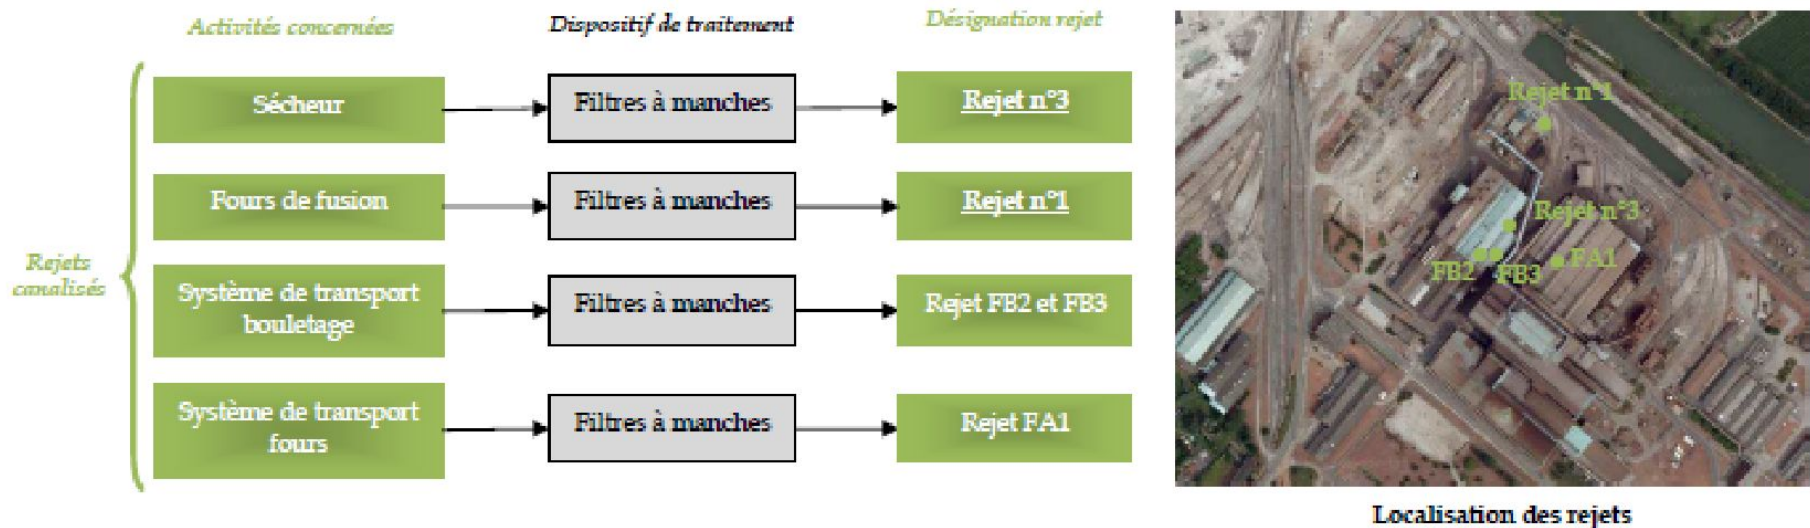 Activités concernées
Dispositif de traitement
Désignation rejet
Rejets
canalisés
Sécheur
Filtres à manches
Rejet n°3
Fours de fusion
Filtres à manches
Rejet n°1
Système de transport
bouletage
Filtres à manches
Rejet FB2 et FB3
Système de transport
fours
Filtres à manches
Rejet FA1
Rejet n°1
Rejet n°3
FB2
FB3
FA1
Localisation des rejets